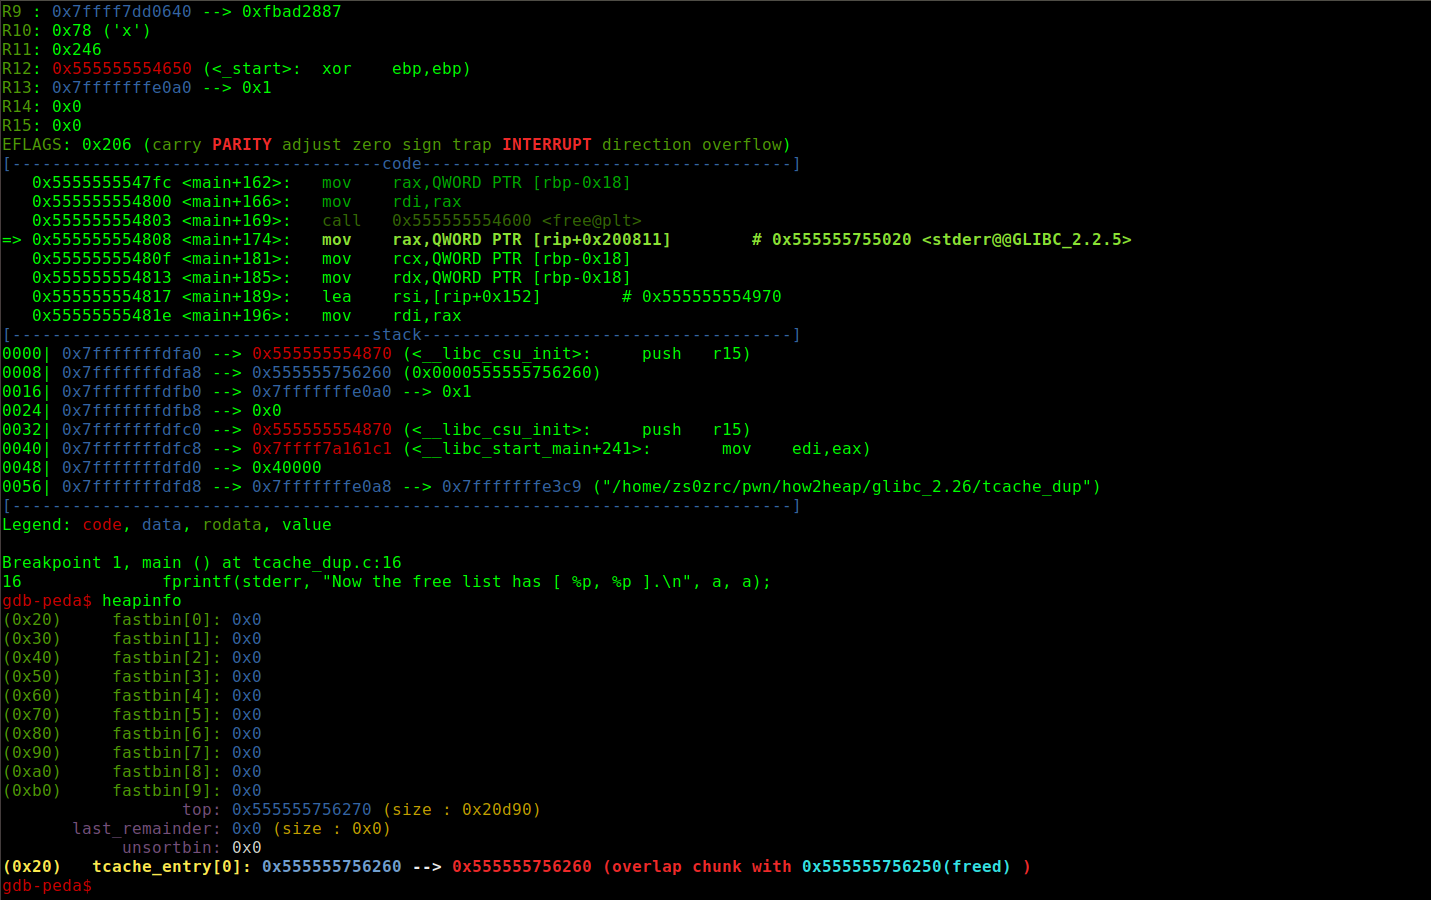 R9 : 0x7ffff7dd0640 --> 0xfbad2887
R10: 0x78 ('x')
R11: 0x246
R12: 0x555555554650 (<_start>:  xor    ebp,ebp)
R13: 0x7fffffffe0a0 --> 0x1
R14: 0x0
R15: 0x0
EFLAGS: 0x206 (carry PARITY adjust zero sign trap INTERRUPT direction overflow)
[-------------------------------------code-------------------------------------]
   0x5555555547fc <main+162>:   mov    rax,QWORD PTR [rbp-0x18]
   0x555555554800 <main+166>:   mov    rdi,rax
   0x555555554803 <main+169>:   call   0x555555554600 <free@plt>
=> 0x555555554808 <main+174>:   mov    rax,QWORD PTR [rip+0x200811]        # 0x555555755020 <stderr@@GLIBC_2.2.5>
   0x55555555480f <main+181>:   mov    rcx,QWORD PTR [rbp-0x18]
   0x555555554813 <main+185>:   mov    rdx,QWORD PTR [rbp-0x18]
   0x555555554817 <main+189>:   lea    rsi,[rip+0x152]        # 0x555555554970
   0x55555555481e <main+196>:   mov    rdi,rax
[------------------------------------stack-------------------------------------]
0000| 0x7fffffffdfa0 --> 0x555555554870 (<__libc_csu_init>:     push   r15)
0008| 0x7fffffffdfa8 --> 0x555555756260 (0x0000555555756260)
0016| 0x7fffffffdfb0 --> 0x7fffffffe0a0 --> 0x1
0024| 0x7fffffffdfb8 --> 0x0
0032| 0x7fffffffdfc0 --> 0x555555554870 (<__libc_csu_init>:     push   r15)
0040| 0x7fffffffdfc8 --> 0x7ffff7a161c1 (<__libc_start_main+241>:       mov    edi,eax)
0048| 0x7fffffffdfd0 --> 0x40000
0056| 0x7fffffffdfd8 --> 0x7fffffffe0a8 --> 0x7fffffffe3c9 ("/home/zs0zrc/pwn/how2heap/glibc_2.26/tcache_dup")
[------------------------------------------------------------------------------]
Legend: code, data, rodata, value

Breakpoint 1, main () at tcache_dup.c:16
16              fprintf(stderr, "Now the free list has [ %p, %p ].\n", a, a);
gdb-peda$ heapinfo
(0x20)     fastbin[0]: 0x0
(0x30)     fastbin[1]: 0x0
(0x40)     fastbin[2]: 0x0
(0x50)     fastbin[3]: 0x0
(0x60)     fastbin[4]: 0x0
(0x70)     fastbin[5]: 0x0
(0x80)     fastbin[6]: 0x0
(0x90)     fastbin[7]: 0x0
(0xa0)     fastbin[8]: 0x0
(0xb0)     fastbin[9]: 0x0
                  top: 0x555555756270 (size : 0x20d90)
       last_remainder: 0x0 (size : 0x0)
            unsortbin: 0x0
(0x20)   tcache_entry[0]: 0x555555756260 --> 0x555555756260 (overlap chunk with 0x555555756250(freed) )
gdb-peda$